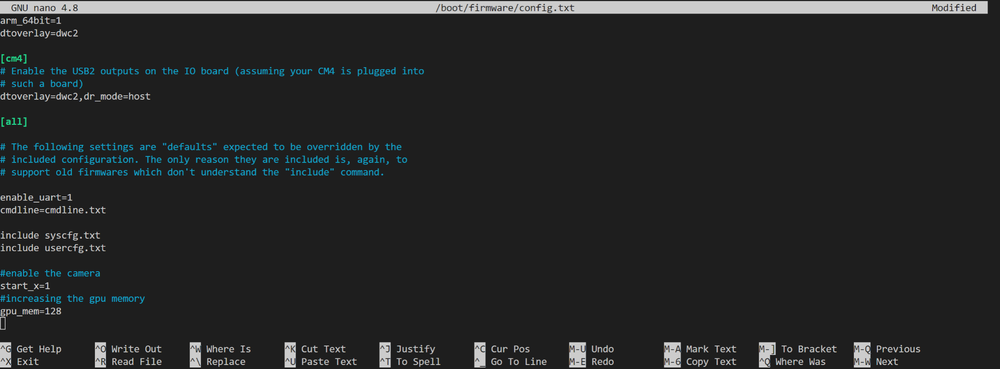 GNU nano 4.8 /boot/firmware/config.txt Modified
arm_64bit=1
dtoverlay=dwc2
[cm4]
# Enable the USB2 outputs on the IO board (assuming your CM4 is plugged into
# such a board)
dtoverlay=dwc2,dr_mode=host
[all]
# The following settings are "defaults" expected to be overridden by the
# included configuration. The only reason they are included is, again, to
# support old firmwares which don't understand the "include" command.
enable_uart=1
cmdline=cmdline.txt
include syscfg.txt
include usercfg.txt
#enable the camera
start_x=1
#increasing the gpu memory
gpu_mem=128
^G Get Help ^O Write Out ^W Where Is ^K Cut Text ^J Justify ^C Cur Pos M-U Undo M-A Mark Text M-] To Bracket M-Q Previous
^X Exit ^R Read File ^\ Replace ^U Paste Text ^T To Spell ^_ Go To Line M-E Redo M-6 Copy Text ^Q Where Was M-W Next